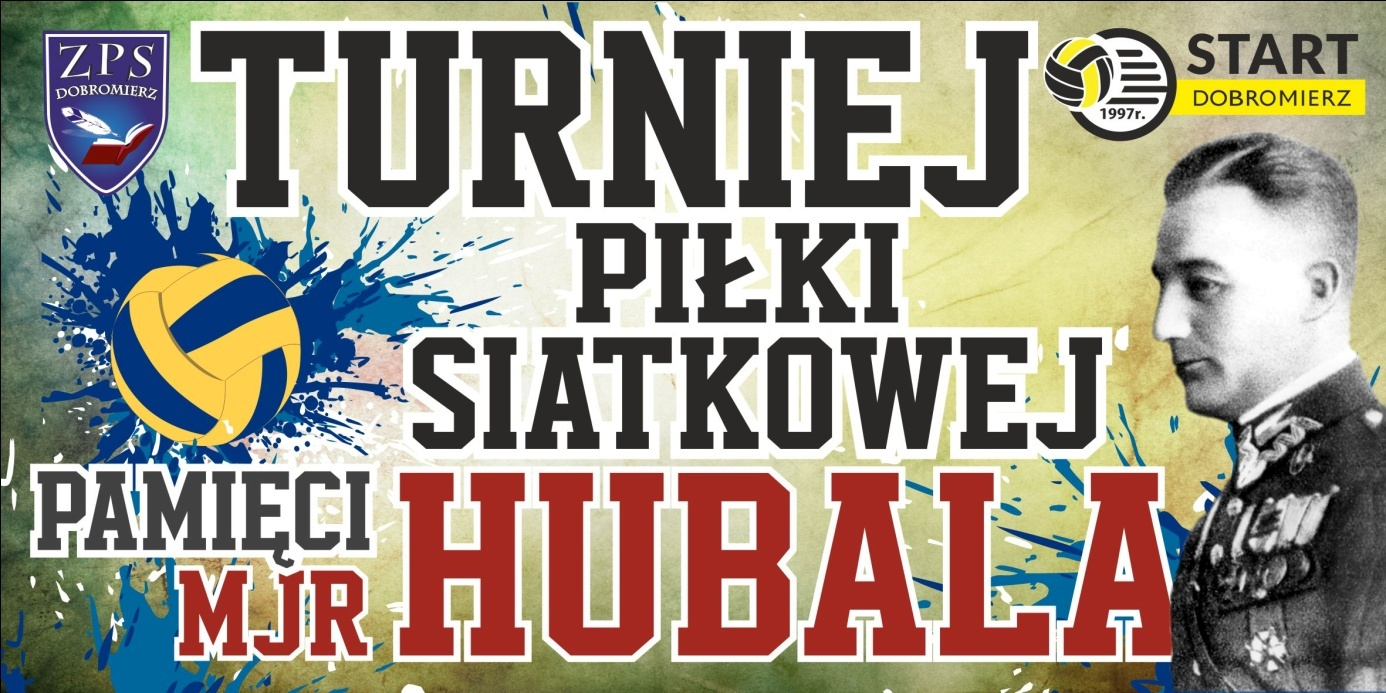 ZPS
DOBROMIERZ
TURNIEJ
START
DOBROMIERZ
1997r.
PIŁKI
SIATKOWEJ
PAMIĘCI
MJR
HUBALA